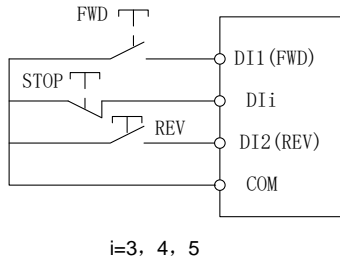 FWD
DI1(FWD)
STOP
DIi
REV
DI2(REV)
COM
i=3, 4, 5